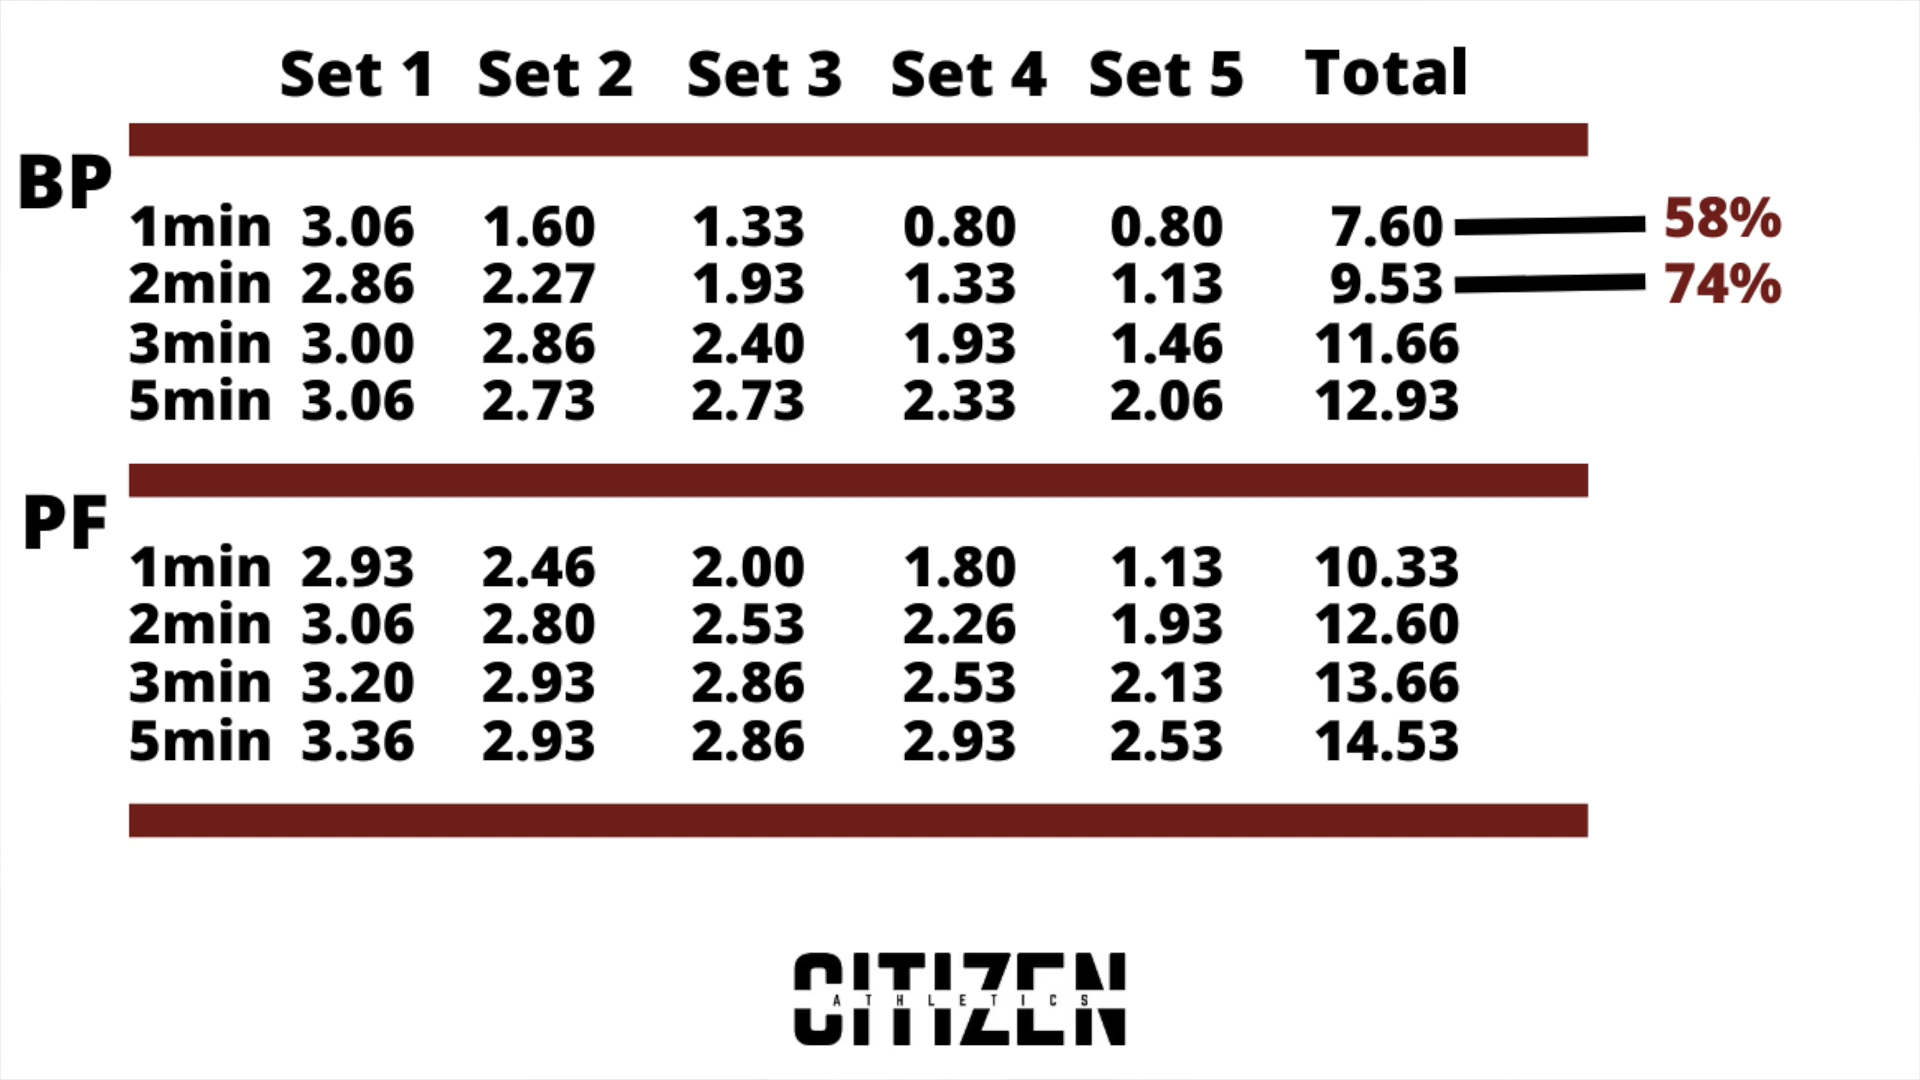 Set 1 Set 2 Set 3 Set 4 Set 5 Total
BP
1min 3.06 1.60 1.33 0.80 0.80 7.60 58%
2min 2.86 2.27 1.93 1.33 1.13 9.53 74%
3min 3.00 2.86 2.40 1.93 1.46 11.66
5min 3.06 2.73 2.73 2.33 2.06 12.93
PF
1min 2.93 2.46 2.00 1.80 1.13 10.33
2min 3.06 2.80 2.53 2.26 1.93 12.60
3min 3.20 2.93 2.86 2.53 2.13 13.66
5min 3.36 2.93 2.86 2.93 2.53 14.53
CITIZEN
ATHLETICS